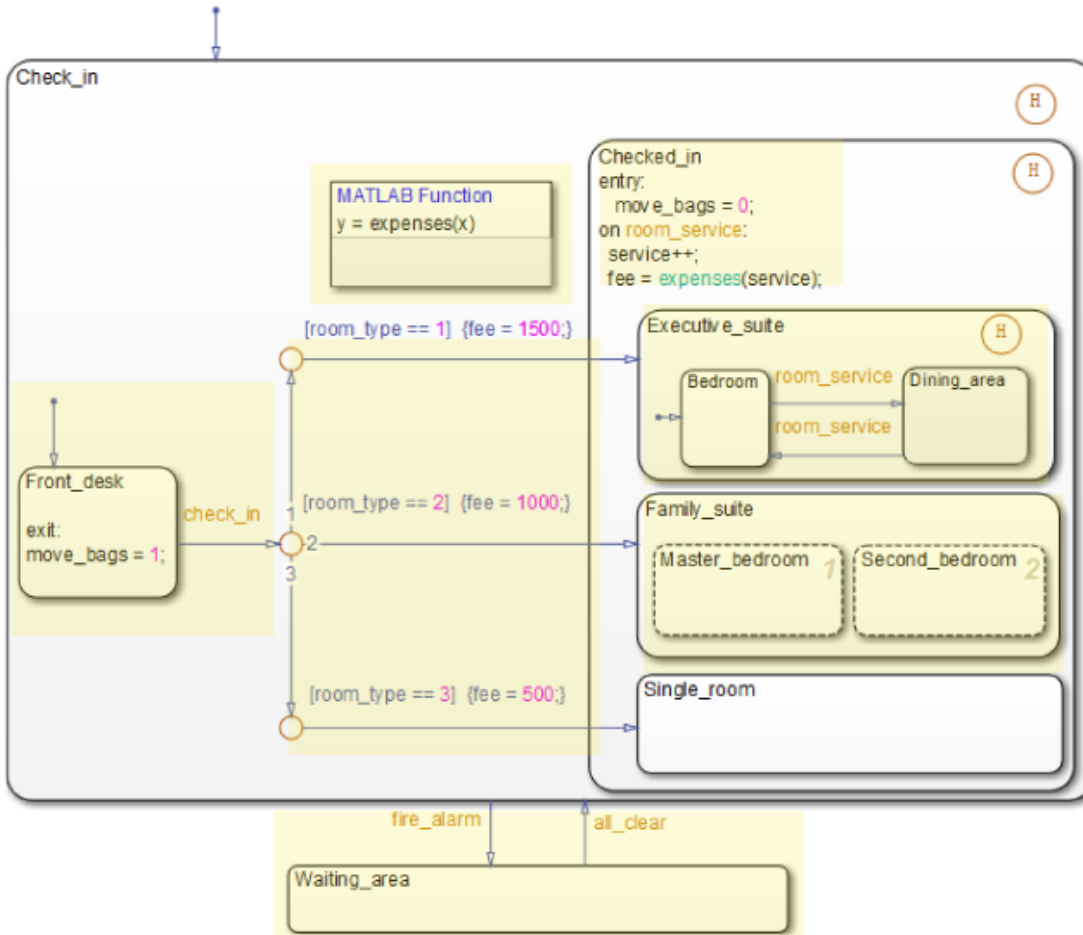 Check_in
H
Checked_in
entry:
move_bags = 0;
on room_service:
service++;
fee = expenses(service);
H
MATLAB Function
y = expenses(x)
[room_type == 1] {fee = 1500;}
Executive_suite
H
Bedroom
room_service
room_service
Dining_area
Front_desk
exit:
move_bags = 1;
check_in
1
2
3
[room_type == 2] {fee = 1000;}
Family_suite
Master_bedroom
1
Second_bedroom
2
[room_type == 3] {fee = 500;}
Single_room
fire_alarm
all_clear
Waiting_area